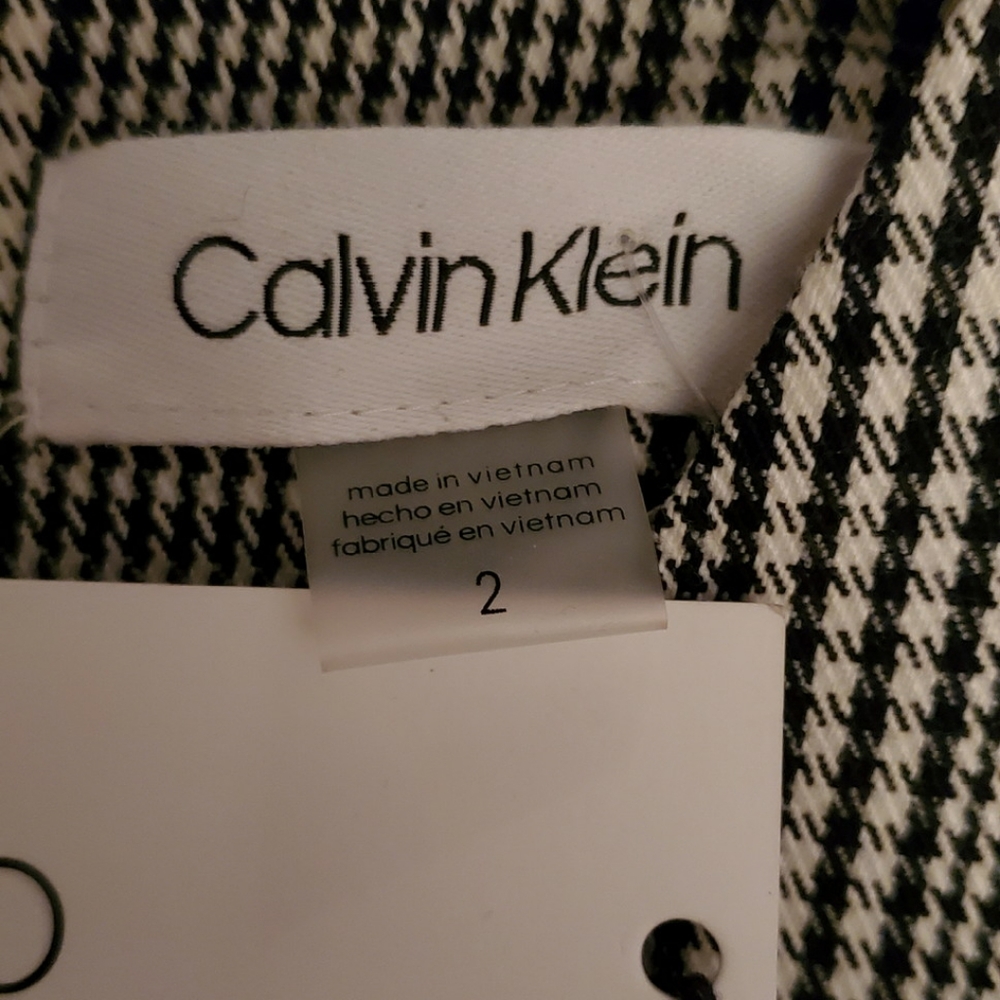 Calvin Klein
made in vietnam
hecho en vietnam
fabriqué en vietnam
2